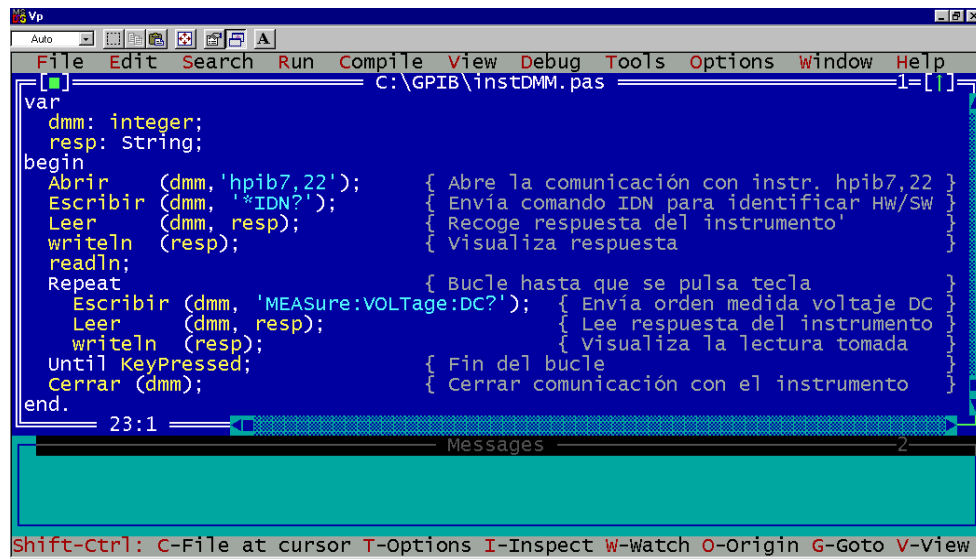 MS DOS Vp
Auto A
File Edit Search Run Compile View Debug Tools Options Window Help
[■] C:\GPIB\instDMM.pas 1=[↑]
var
dmm: integer;
resp: String;
begin
Abrir (dmm,'hpib7,22'); { Abre la comunicación con instr. hpib7,22 }
Escribir (dmm, '*IDN?'); { Envía comando IDN para identificar HW/SW }
Leer (dmm, resp); { Recoge respuesta del instrumento' }
writeln (resp); { Visualiza respuesta }
readln;
Repeat { Bucle hasta que se pulsa tecla }
Escribir (dmm, 'MEASure:VOLTage:DC?'); { Envía orden medida voltaje DC }
Leer (dmm, resp); { Lee respuesta del instrumento }
writeln (resp); { Visualiza la lectura tomada }
Until KeyPressed; { Fin del bucle }
Cerrar (dmm); { Cerrar comunicación con el instrumento }
end.
23:1
Messages 2
Shift-Ctrl: C-File at cursor T-Options I-Inspect W-Watch O-Origin G-Goto V-View